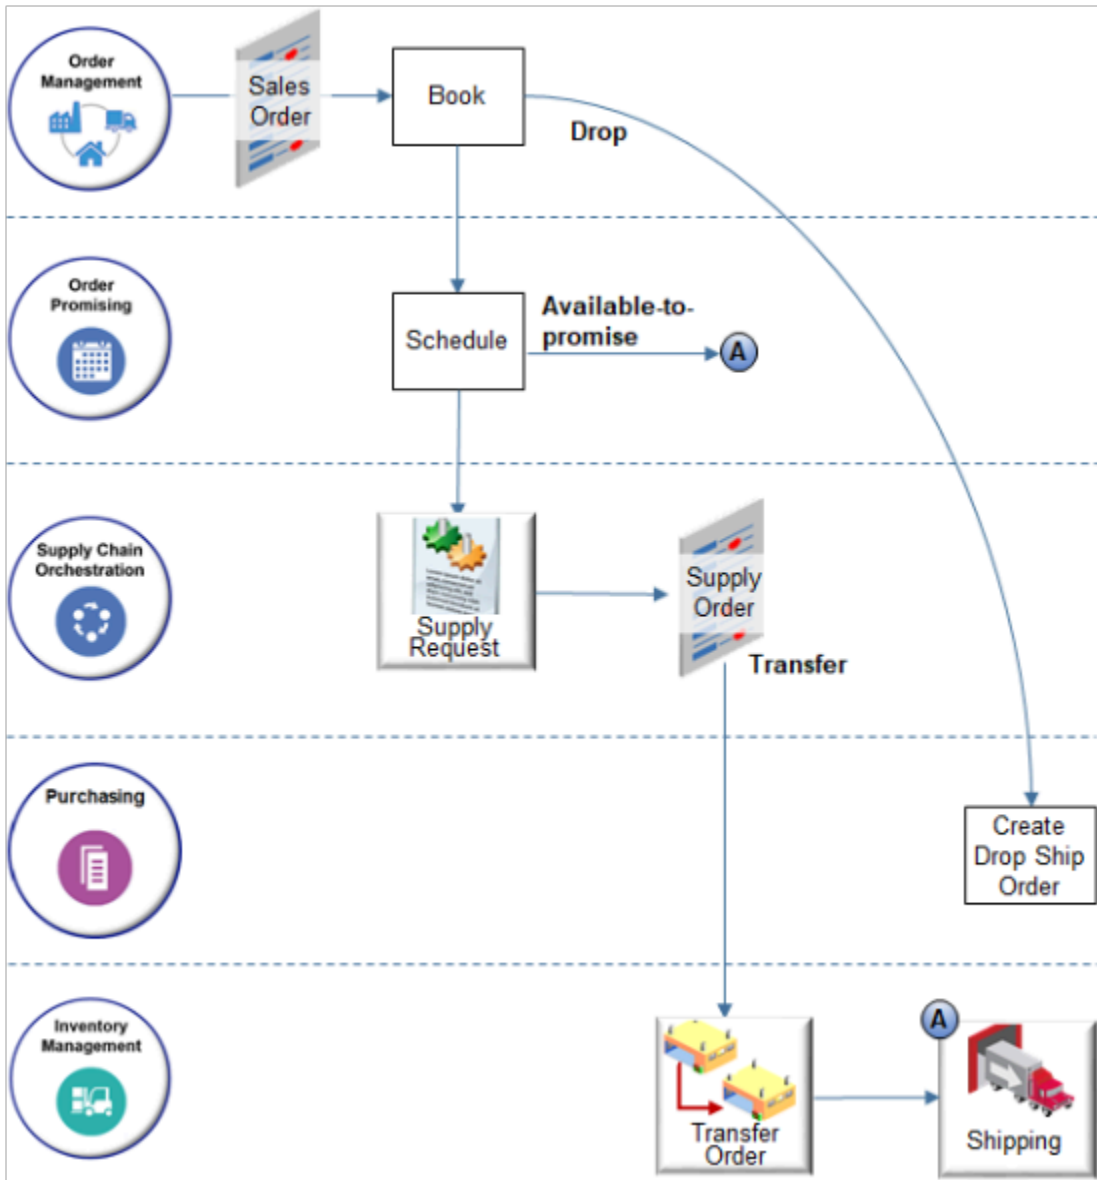 Order
Management
Sales
Order
Book
Drop
Order
Promising
Schedule
Available-to-
promise
A
Supply Chain
Orchestration
Supply
Request
Supply
Order
Transfer
Purchasing
Create
Drop Ship
Order
Inventory
Management
Transfer
Order
A
Shipping